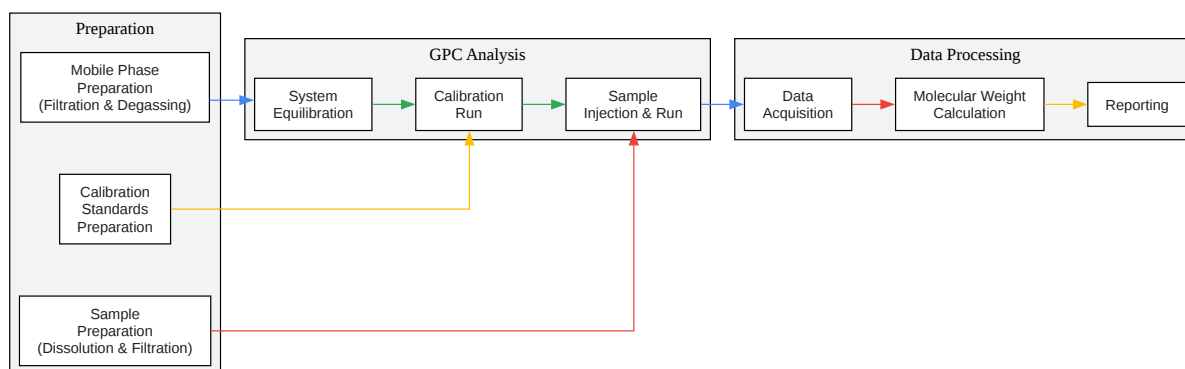 Preparation
Mobile Phase
Preparation
(Filtration & Degassing)
Calibration
Standards
Preparation
Sample
Preparation
(Dissolution & Filtration)
GPC Analysis
System
Equilibration
Calibration
Run
Sample
Injection & Run
Data Processing
Data
Acquisition
Molecular Weight
Calculation
Reporting